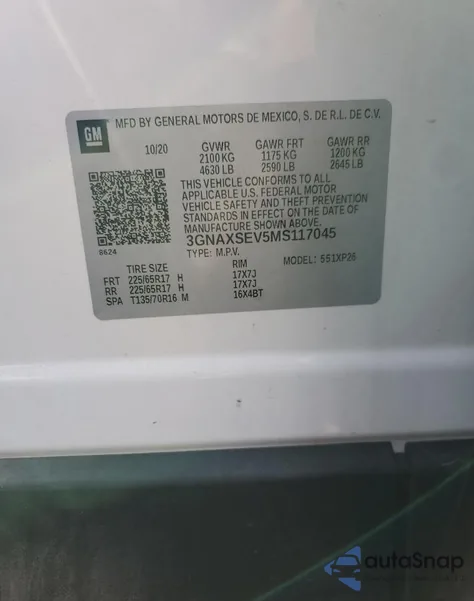 GM
MFD BY GENERAL MOTORS DE MEXICO, S. DE R.L. DE C.V.
10/20 GVWR GAWR FRT GAWR RR
2100 KG 1175 KG 1200 KG
4630 LB 2590 LB 2645 LB
THIS VEHICLE CONFORMS TO ALL
APPLICABLE U.S. FEDERAL MOTOR
VEHICLE SAFETY AND THEFT PREVENTION
STANDARDS IN EFFECT ON THE DATE OF
MANUFACTURE SHOWN ABOVE.
3GNAXSEV5MS117045
8624
TYPE: M.P.V. MODEL: 551XP26
TIRE SIZE RIM
FRT 225/65R17 H 17X7J
RR 225/65R17 H 17X7J
SPA T135/70R16 M 16X4BT
autoSnap